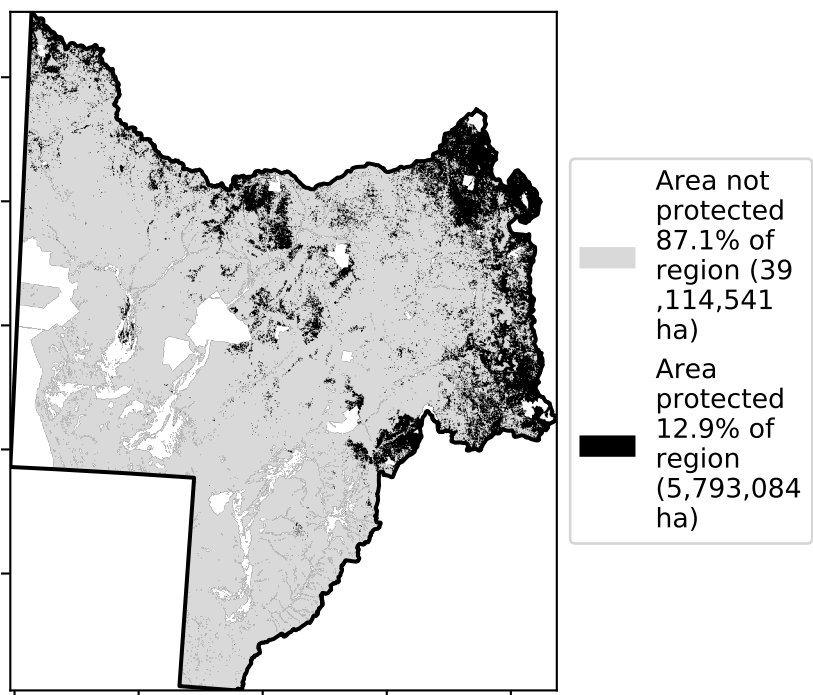 Area not
protected
87.1% of
region (39
,114,541
ha)
Area
protected
12.9% of
region
(5,793,084
ha)